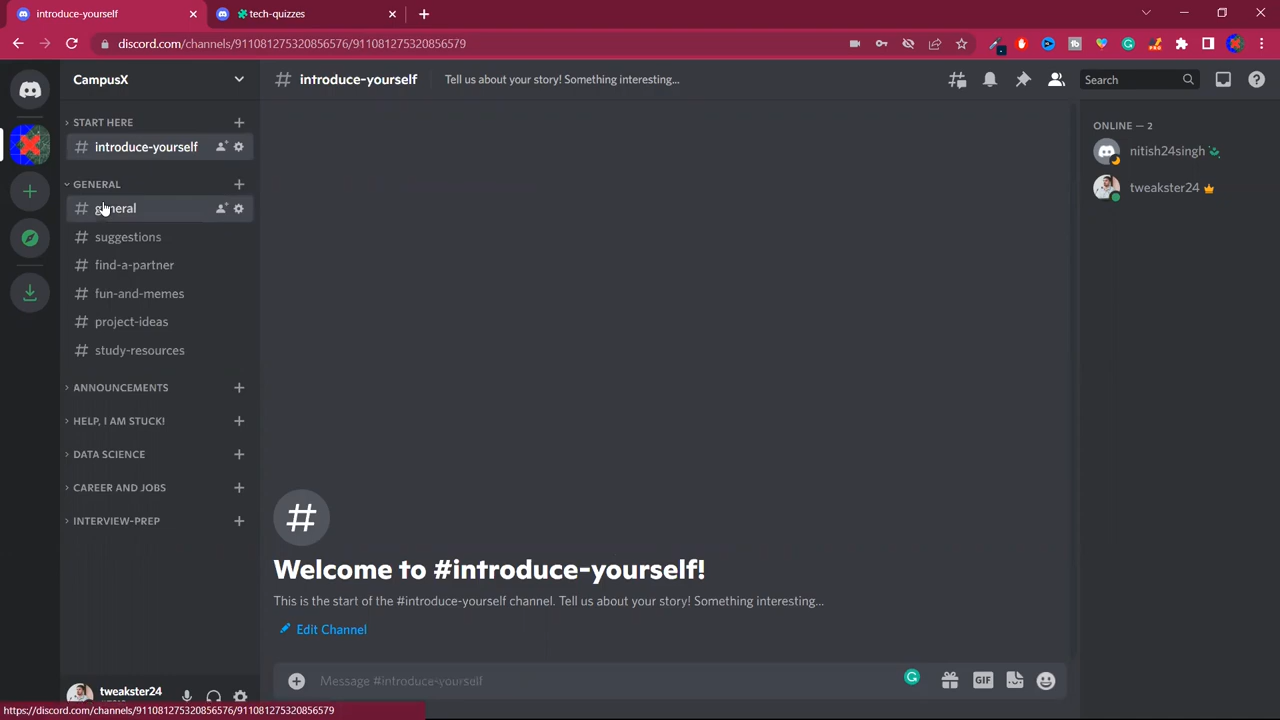 introduce-yourself
tech-quizzes
discord.com/channels/911081275320856576/911081275320856579
CampusX
introduce-yourself
Tell us about your story! Something interesting...
Search
START HERE
introduce-yourself
GENERAL
general
suggestions
find-a-partner
fun-and-memes
project-ideas
study-resources
ANNOUNCEMENTS
HELP, I AM STUCK!
DATA SCIENCE
CAREER AND JOBS
INTERVIEW-PREP
ONLINE — 2
nitish24singh
tweakster24
Welcome to #introduce-yourself!
This is the start of the #introduce-yourself channel. Tell us about your story! Something interesting...
Edit Channel
Message #introduce-yourself
GIF
tweakster24
https://discord.com/channels/911081275320856576/911081275320856579